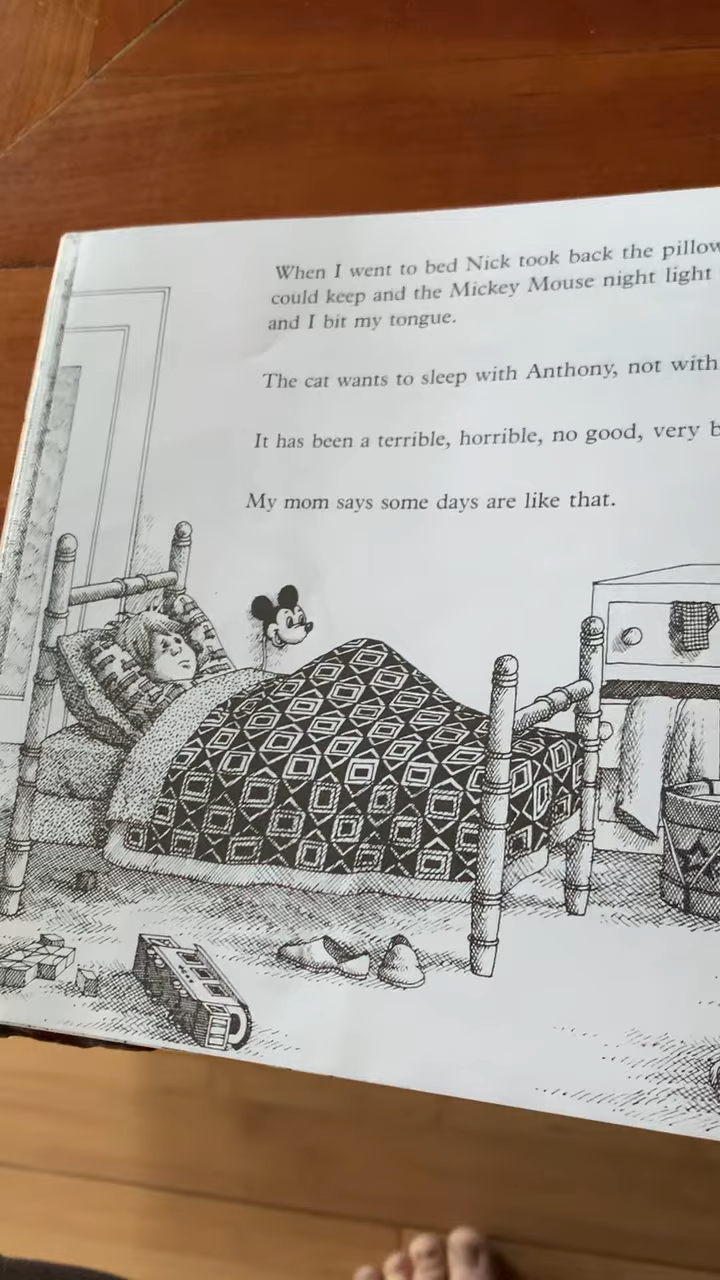 When I went to bed Nick took back the pillow
could keep and the Mickey Mouse night light
and I bit my tongue.
The cat wants to sleep with Anthony, not with
It has been a terrible, horrible, no good, very b
My mom says some days are like that.